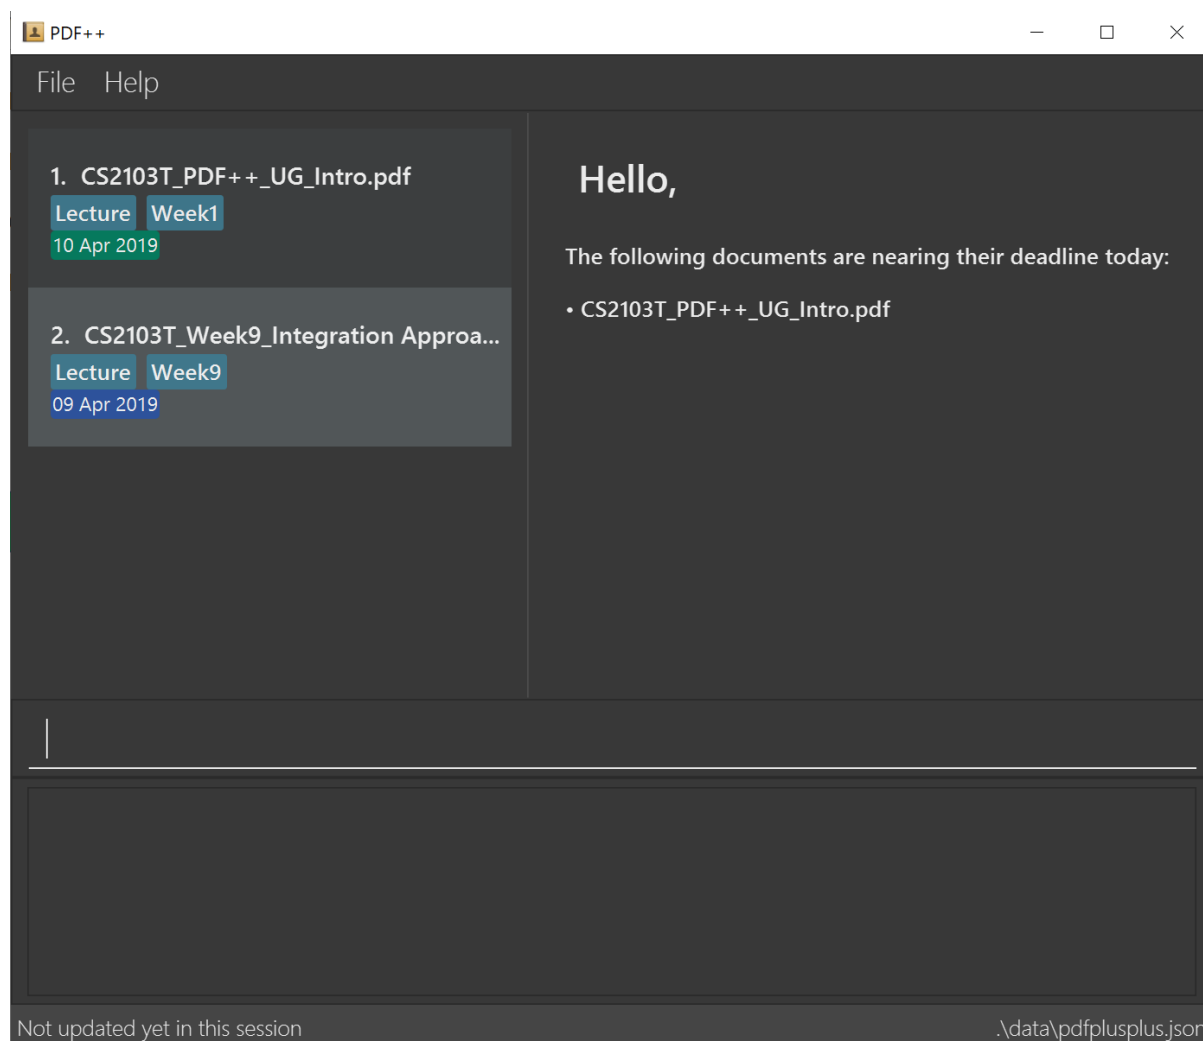 PDF++
File Help
1. CS2103T_PDF++_UG_Intro.pdf
Lecture Week1
10 Apr 2019
2. CS2103T_Week9_Integration Approa...
Lecture Week9
09 Apr 2019
Hello,
The following documents are nearing their deadline today:
• CS2103T_PDF++_UG_Intro.pdf
Not updated yet in this session
.\data\pdfplusplus.json